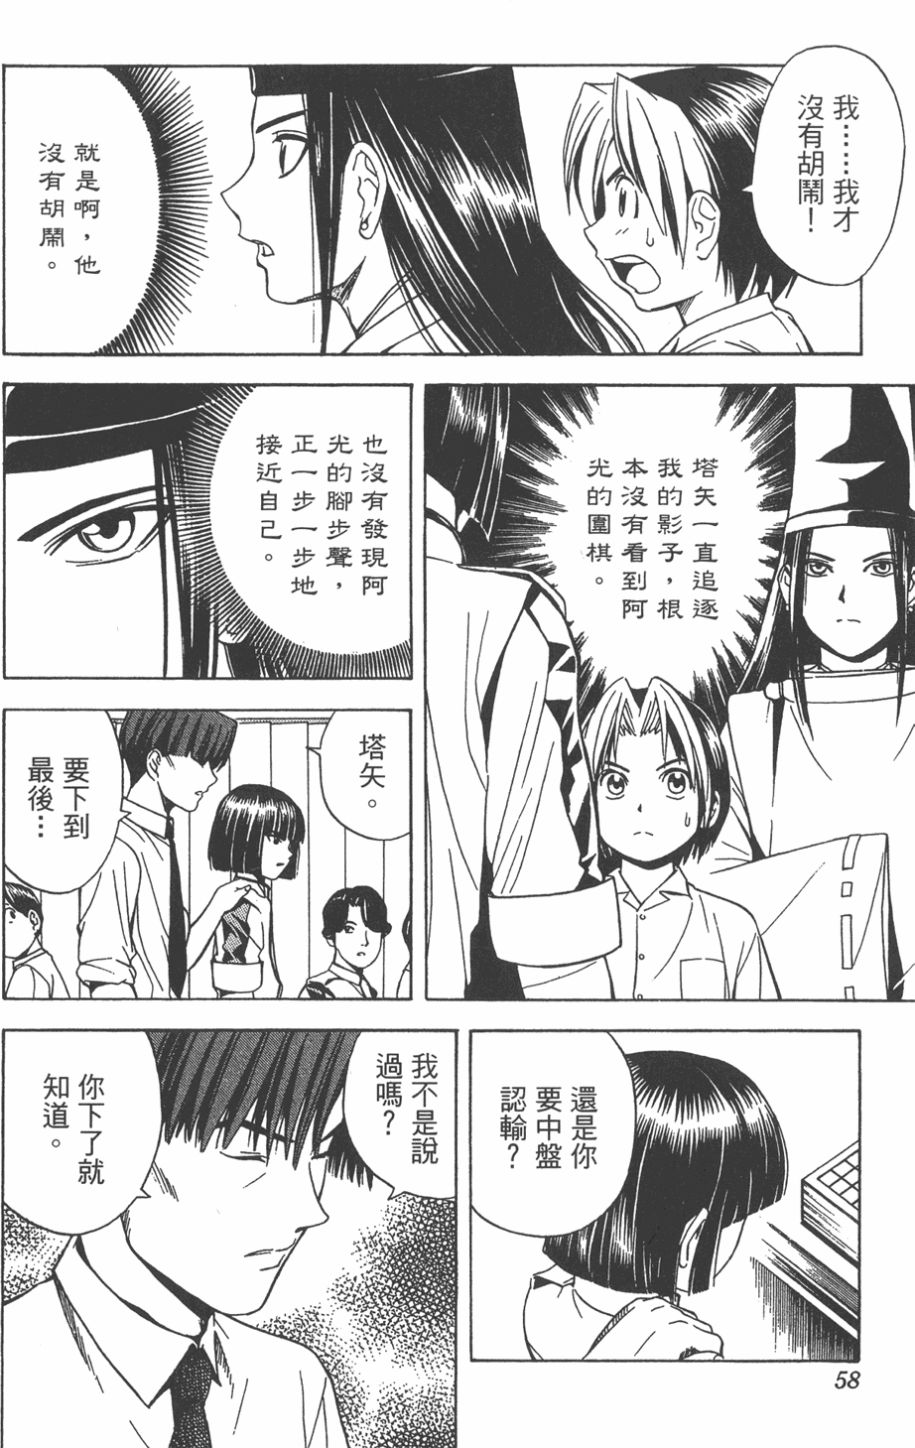 我……我才
沒有胡鬧！
就是啊，他
沒有胡鬧。
塔矢一直追逐
我的影子，根
本沒有看到阿
光的圍棋。
也沒有發現阿
光的腳步聲，
正一步一步地
接近自己。
塔矢。
要下到
最後…
還是你
要中盤
認輸？
我不是說
過嗎？
你下了就
知道。
58